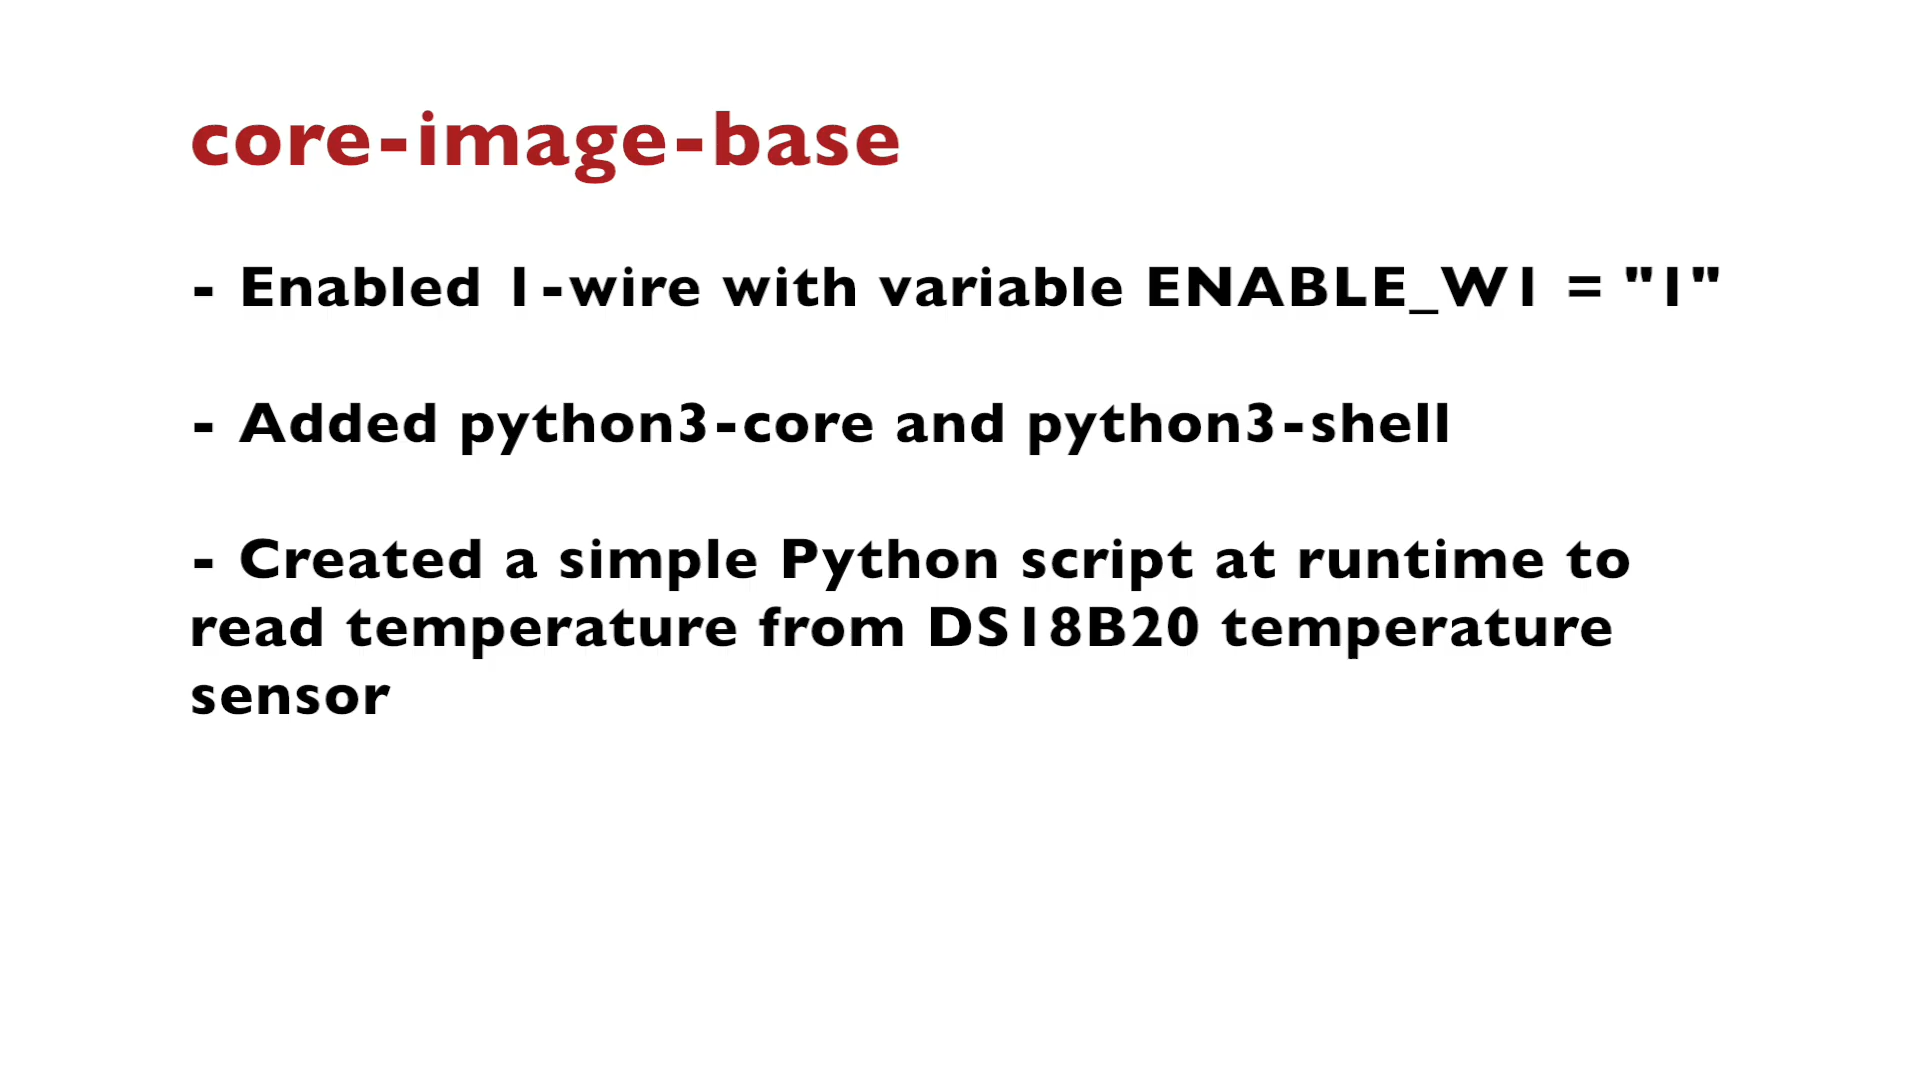 core-image-base
- Enabled 1-wire with variable ENABLE_W1 = "1"
- Added python3-core and python3-shell
- Created a simple Python script at runtime to
read temperature from DS18B20 temperature
sensor